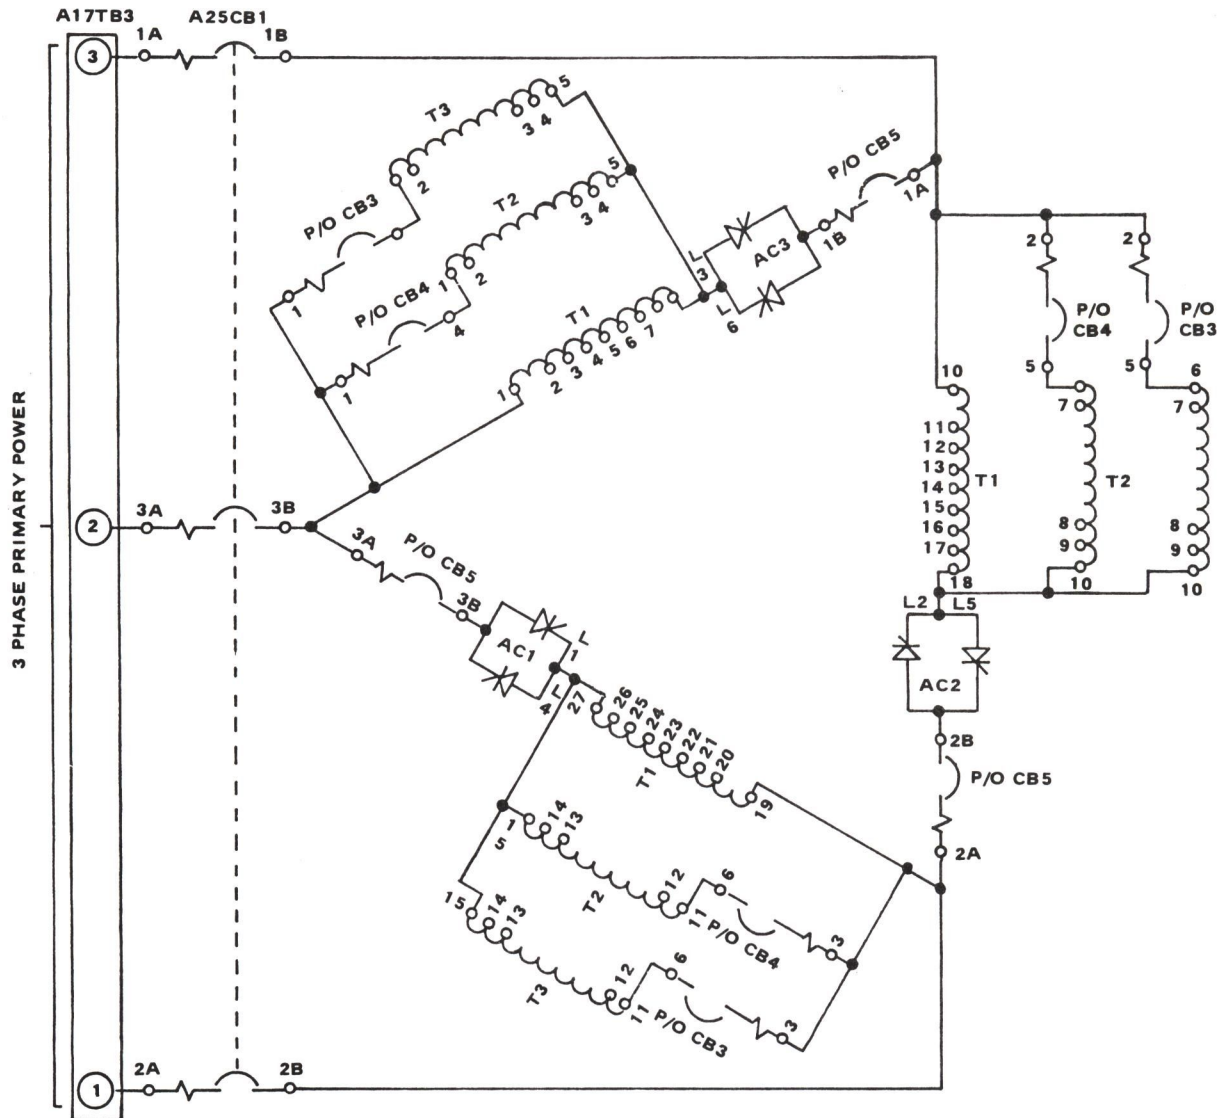 A17TB3
A25CB1
3 PHASE PRIMARY POWER
3
1A
1B
T3
5
3 4
2
P/O CB3
1
T2
5
3 4
1
2
P/O CB4
4
1
T1
1
2
3
4
5
6
7
3
L
L
6
AC3
1B
P/O CB5
1A
2
P/O
CB4
5
2
P/O
CB3
5
10
11
12
13
14
15
16
17
18
T1
7
T2
8
9
10
6
7
8
9
10
L2
L5
AC2
2B
P/O CB5
2A
2
3A
3B
3A
P/O CB5
3B
AC1
L
1
L
4
27
26
25
24
23
22
21
20
19
T1
1
5
14
13
T2
12
11
6
P/O CB4
3
15
14
13
T3
12
11
6
P/O CB3
3
1
2A
2B